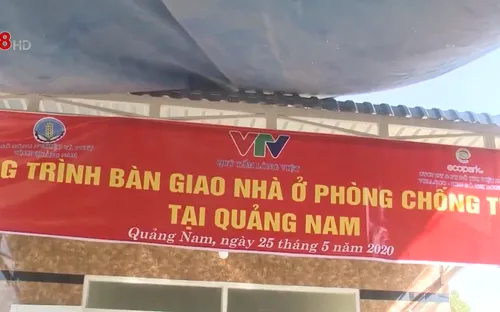 8HD
VTV
QUỸ TẤM LÒNG VIỆT
ecopark
G TRÌNH BÀN GIAO NHÀ Ở PHÒNG CHỐNG T
TẠI QUẢNG NAM
Quảng Nam, ngày 25 tháng 5 năm 2020